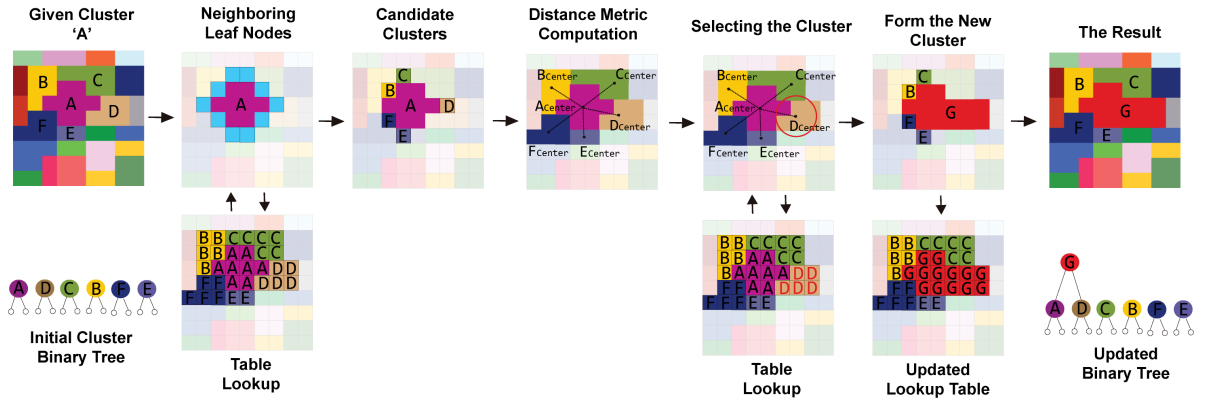 Given Cluster
‘A’
Neighboring
Leaf Nodes
Candidate
Clusters
Distance Metric
Computation
Selecting the Cluster
Form the New
Cluster
The Result
B C
A D
F E
A
C
B
A D
F
E
BCenter CCenter
ACenter
DCenter
FCenter ECenter
BCenter CCenter
ACenter
DCenter
FCenter ECenter
C
B
G
F
E
B C
G
F E
B B C C C C
B B A A C C
B A A A A D D
F F A A D D D
F F F E E
B B C C C C
B B A A C C
B A A A A D D
F F A A D D D
F F F E E
B B C C C C
B B G G C C
B G G G G G G
F F G G G G G
F F F E E
A D C B F E
Initial Cluster
Binary Tree
Table
Lookup
Table
Lookup
Updated
Lookup Table
G
A D C B F E
Updated
Binary Tree